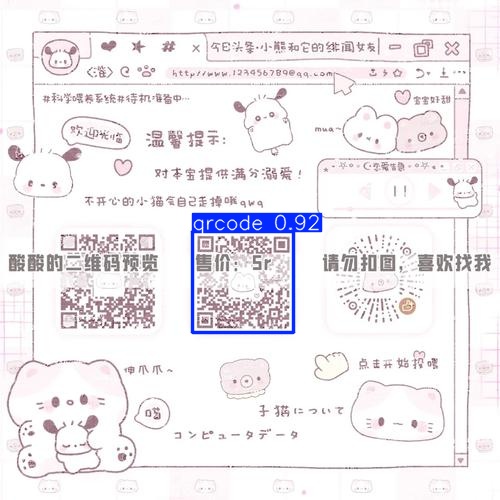 今日头条·小熊和它的绯闻女友
http://www.123456789@qq.com
#科学喂养系统#待机准备中...
宝宝好甜
欢迎光临
温馨提示:
mua~
对本宝提供满分溺爱!
恋爱告急
不开心的小猫会自己走掉哦qwq
qrcode 0.92
酸酸的二维码预览
售价:5r
请勿扣图,喜欢找我
伸爪爪~
点击开始投喂
喵
子猫について
コンピュータデータ